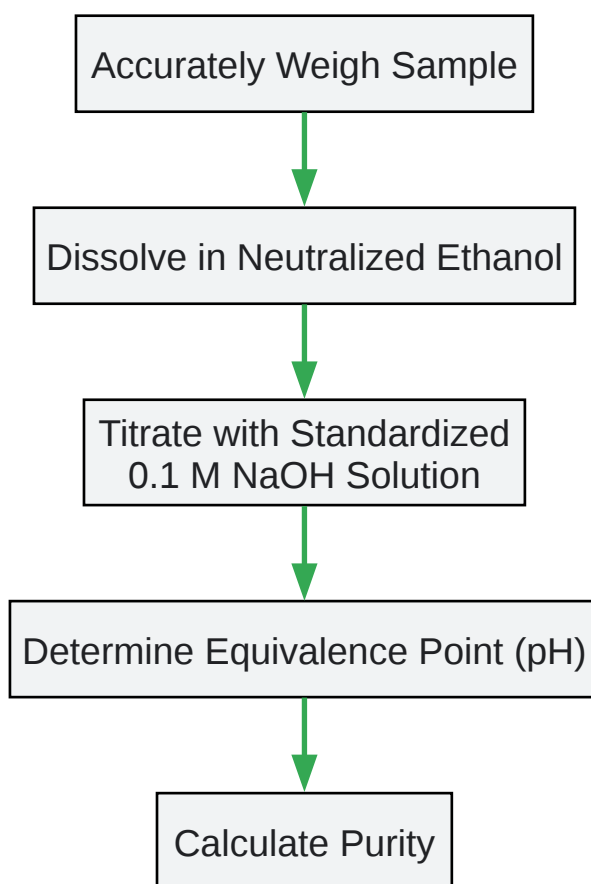 Accurately Weigh Sample
Dissolve in Neutralized Ethanol
Titrate with Standardized
0.1 M NaOH Solution
Determine Equivalence Point (pH)
Calculate Purity